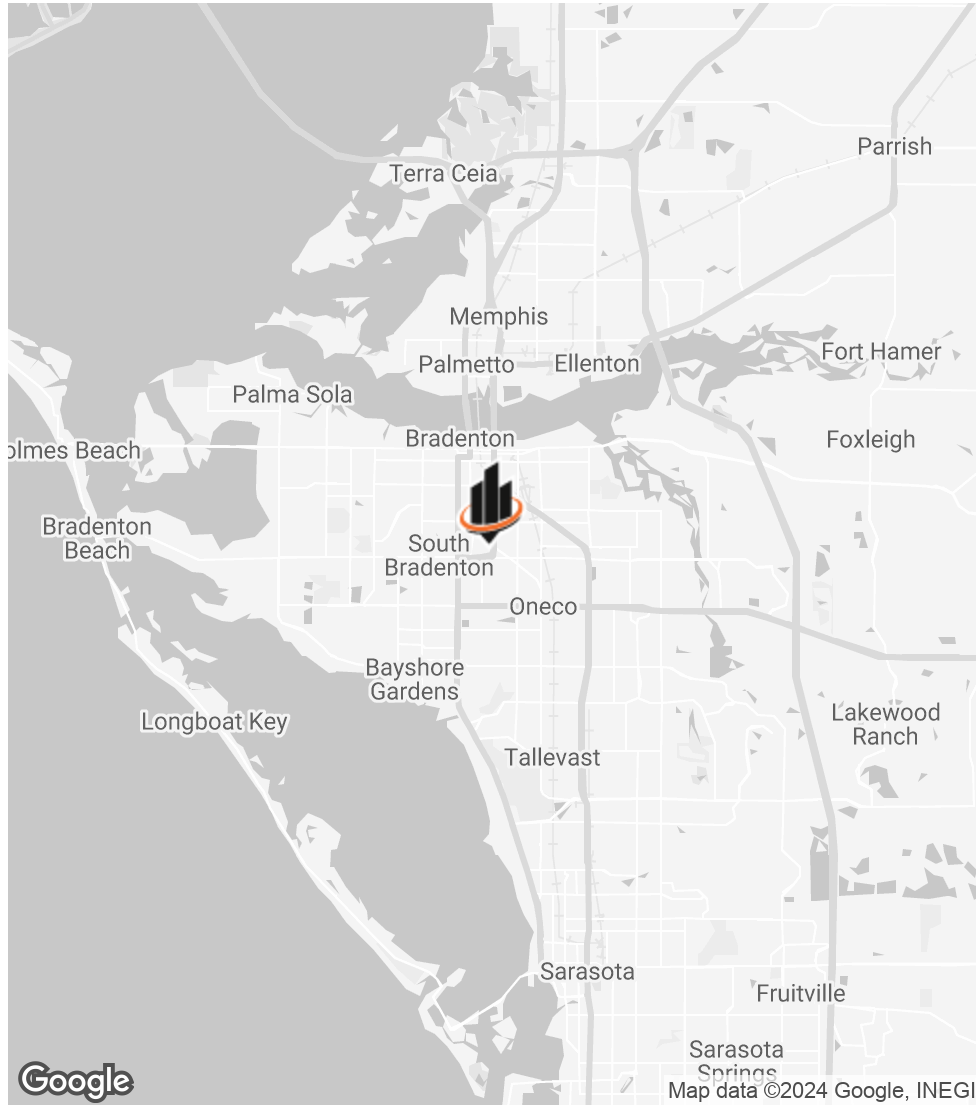 Parrish
Terra Ceia
Memphis
Fort Hamer
Palmetto
Ellenton
Palma Sola
Bradenton
Foxleigh
olmes Beach
Bradenton
Beach
South
Bradenton
Oneco
Bayshore
Gardens
Lakewood
Ranch
Longboat Key
Tallevast
Sarasota
Fruitville
Sarasota
Springs
Google
Map data ©2024 Google, INEGI